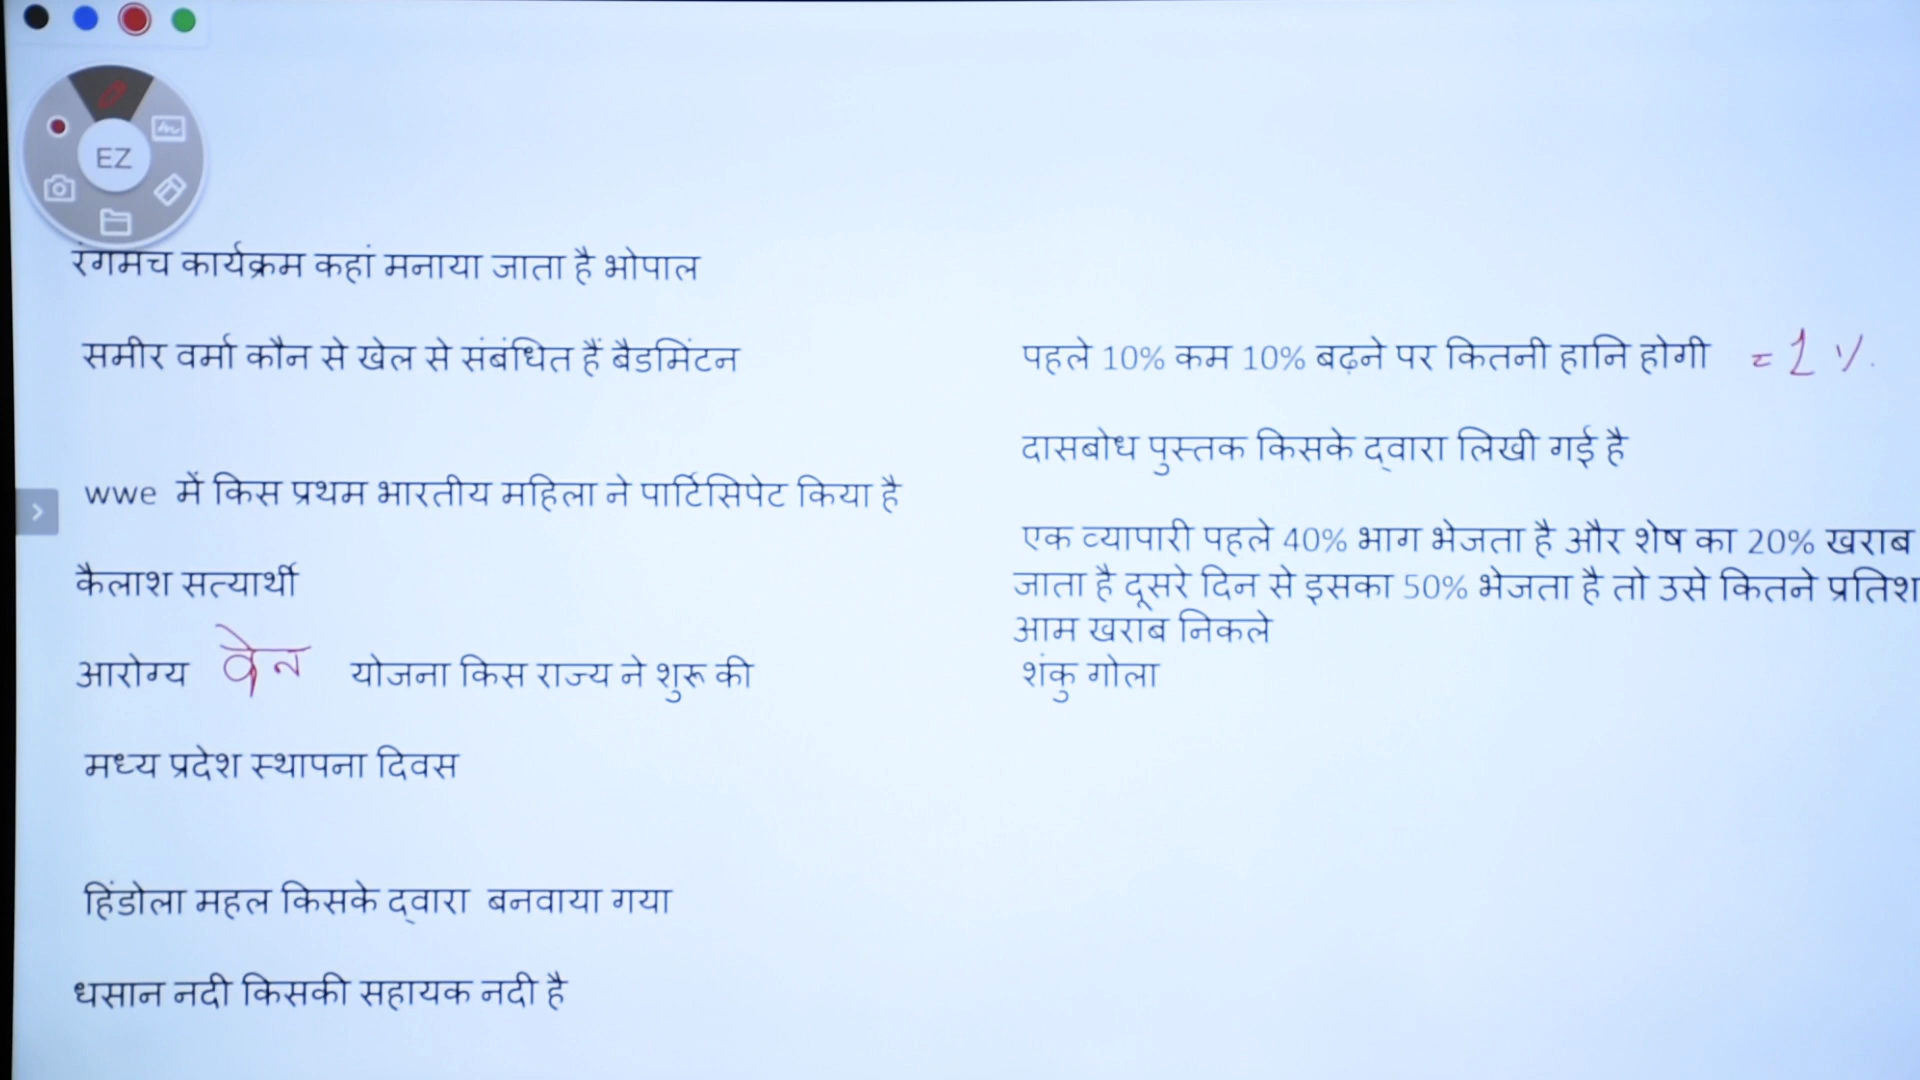 EZ
रंगमच कार्यक्रम कहां मनाया जाता है भोपाल
समीर वर्मा कौन से खेल से संबंधित हैं बैडमिंटन
wwe में किस प्रथम भारतीय महिला ने पार्टिसिपेट किया है
कैलाश सत्यार्थी
आरोग्य वेन योजना किस राज्य ने शुरू की
मध्य प्रदेश स्थापना दिवस
हिंडोला महल किसके द्वारा बनवाया गया
धसान नदी किसकी सहायक नदी है
पहले 10% कम 10% बढ़ने पर कितनी हानि होगी = 1 %.
दासबोध पुस्तक किसके द्वारा लिखी गई है
एक व्यापारी पहले 40% भाग भेजता है और शेष का 20% खराब
जाता है दूसरे दिन से इसका 50% भेजता है तो उसे कितने प्रतिश
आम खराब निकले
शंकु गोला